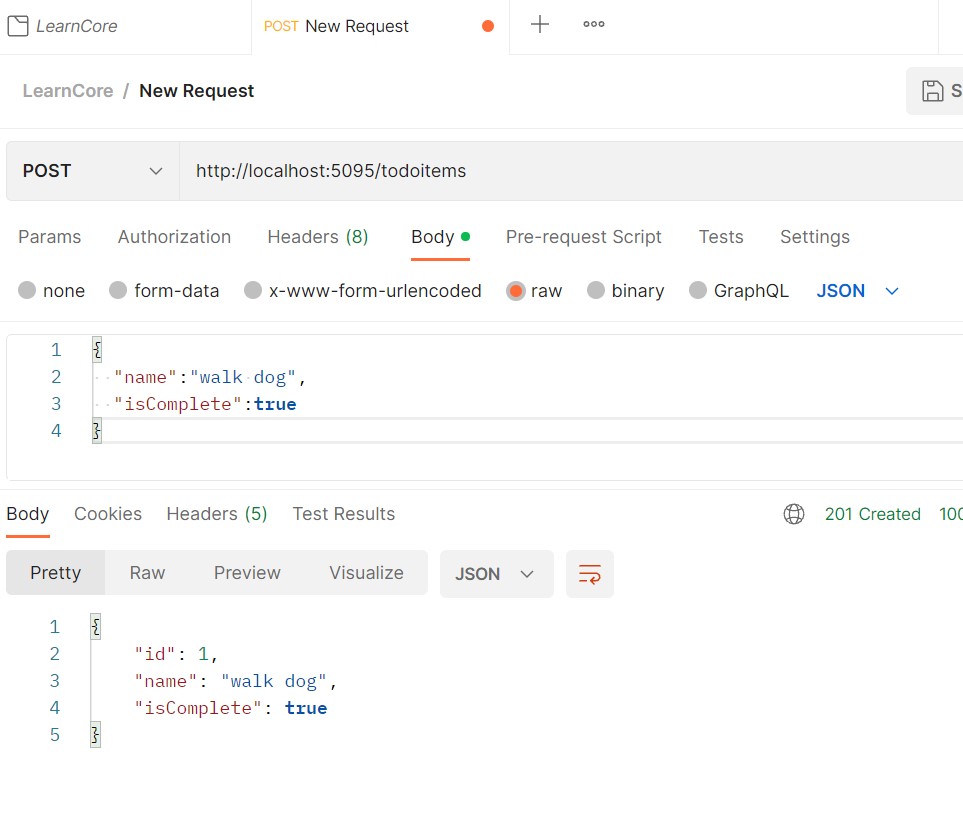 LearnCore POST New Request
LearnCore / New Request S
POST http://localhost:5095/todoitems
Params Authorization Headers (8) Body Pre-request Script Tests Settings
none form-data x-www-form-urlencoded raw binary GraphQL JSON
1 {
2 "name":"walk dog",
3 "isComplete":true
4 }
Body Cookies Headers (5) Test Results 201 Created 100
Pretty Raw Preview Visualize JSON
1 {
2 "id": 1,
3 "name": "walk dog",
4 "isComplete": true
5 }